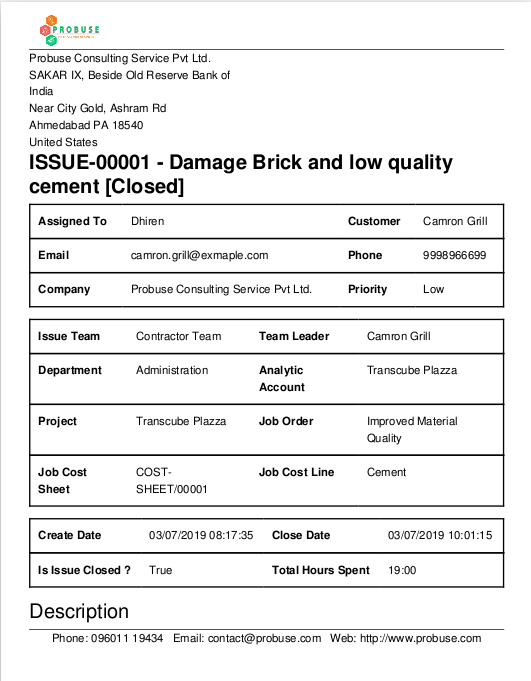 PROBUSE
Probuse Consulting Service Pvt Ltd.
SAKAR IX, Beside Old Reserve Bank of
India
Near City Gold, Ashram Rd
Ahmedabad PA 18540
United States
ISSUE-00001 - Damage Brick and low quality
cement [Closed]
Assigned To Dhiren Customer Camron Grill
Email camron.grill@exmaple.com Phone 9998966699
Company Probuse Consulting Service Pvt Ltd. Priority Low
Issue Team Contractor Team Team Leader Camron Grill
Department Administration Analytic Transcube Plazza
Account
Project Transcube Plazza Job Order Improved Material
Quality
Job Cost COST- Job Cost Line Cement
Sheet SHEET/00001
Create Date 03/07/2019 08:17:35 Close Date 03/07/2019 10:01:15
Is Issue Closed ? True Total Hours Spent 19:00
Description
Phone: 096011 19434 Email: contact@probuse.com Web: http://www.probuse.com